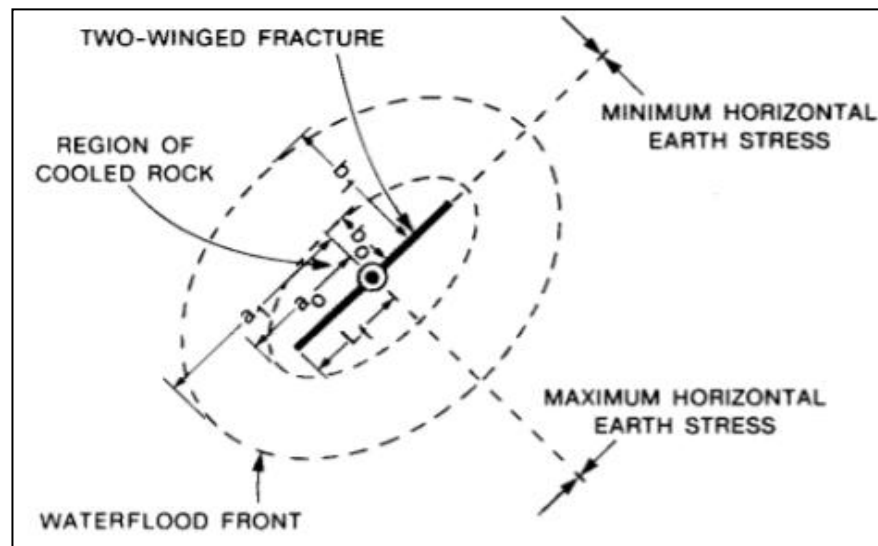 TWO-WINGED FRACTURE
REGION OF
COOLED ROCK
MINIMUM HORIZONTAL
EARTH STRESS
b1
b0
a1
a0
Lf
MAXIMUM HORIZONTAL
EARTH STRESS
WATERFLOOD FRONT